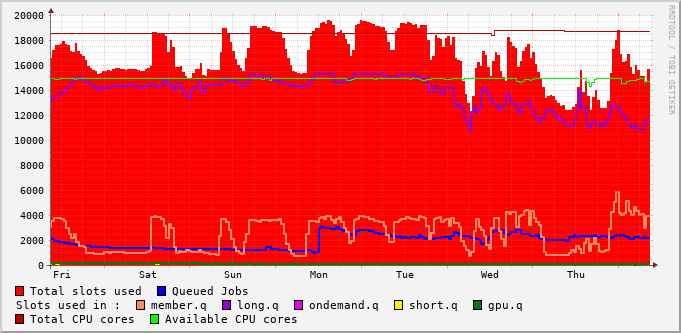 20000
18000
16000
14000
12000
10000
8000
6000
4000
2000
0
Fri Sat Sun Mon Tue Wed Thu
Total slots used Queued Jobs
Slots used in : member.q long.q ondemand.q short.q gpu.q
Total CPU cores Available CPU cores
RRDTOOL / TOBI OETIKER